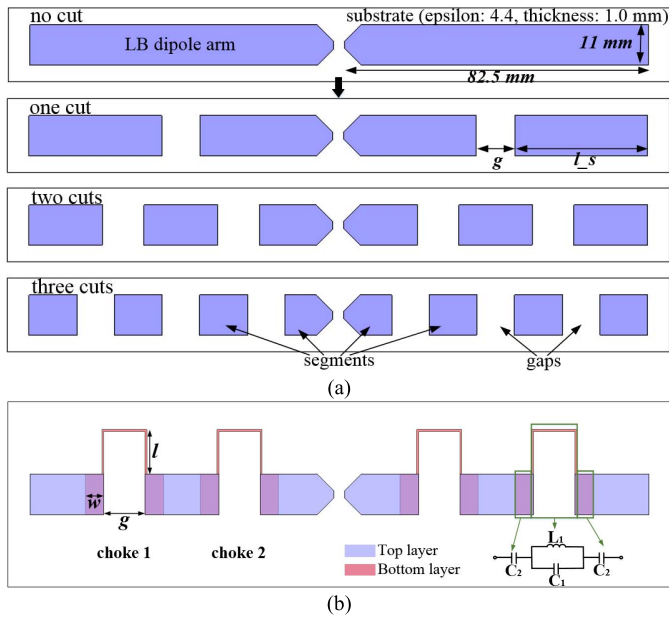 no cut
substrate (epsilon: 4.4, thickness: 1.0 mm)
LB dipole arm
11 mm
82.5 mm
one cut
g
l_s
two cuts
three cuts
segments
gaps
(a)
l
w
g
choke 1
choke 2
Top layer
Bottom layer
L1
C2
C1
C2
(b)